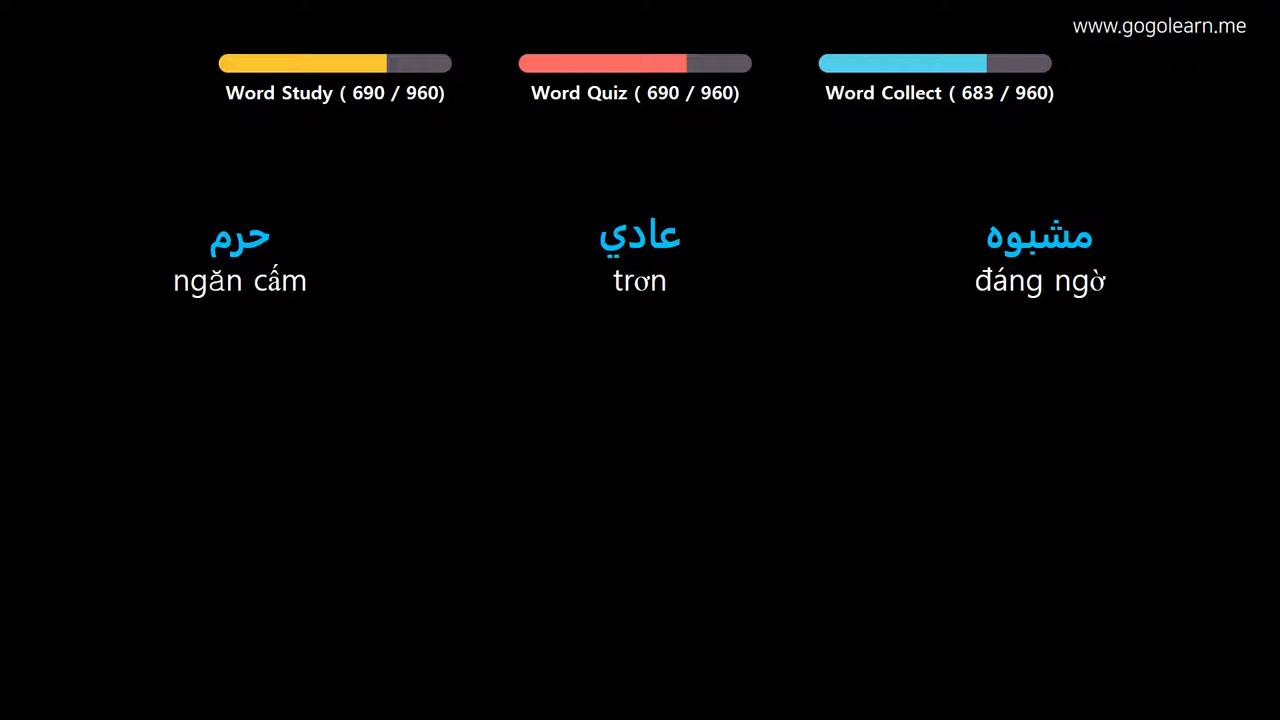 www.gogolearn.me
Word Study ( 690 / 960)
Word Quiz ( 690 / 960)
Word Collect ( 683 / 960)
حرم
ngăn cấm
عادي
trơn
مشبوه
đáng ngờ